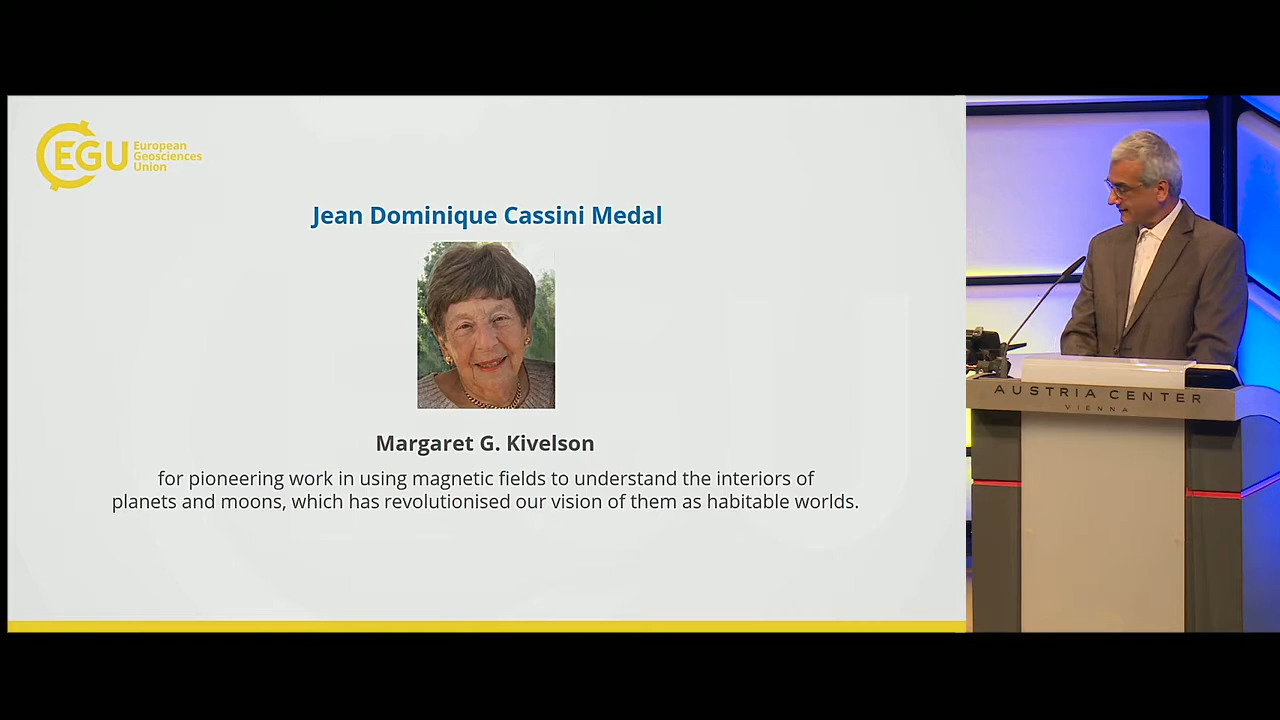 EGU
European
Geosciences
Union
Jean Dominique Cassini Medal
Margaret G. Kivelson
for pioneering work in using magnetic fields to understand the interiors of
planets and moons, which has revolutionised our vision of them as habitable worlds.
AUSTRIA CENTER
VIENNA